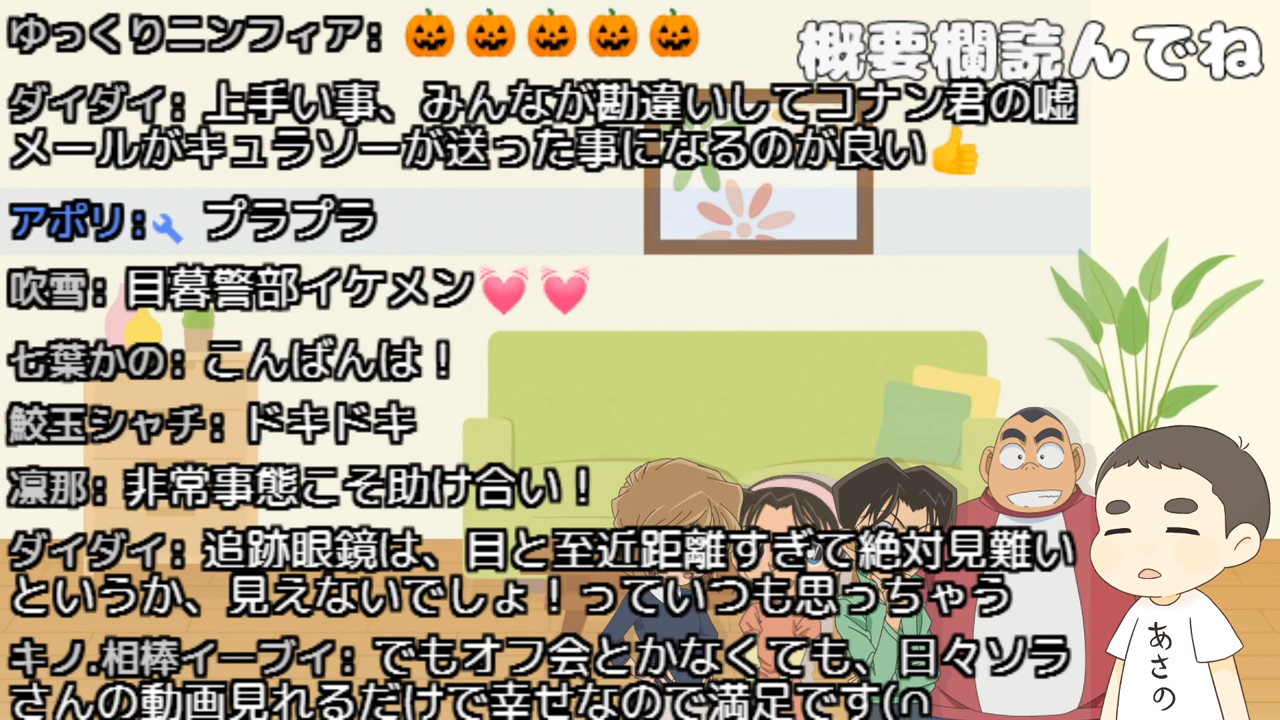 ゆっくりニンフィア: 🎃🎃🎃🎃🎃
概要欄読んでね
ダイダイ: 上手い事、みんなが勘違いしてコナン君の嘘
メールがキュラソーが送った事になるのが良い👍
アポリ:🔧 プラプラ
吹雪: 目暮警部イケメン💓💓
七葉かの: こんばんは!
鮫玉シャチ: ドキドキ
凛那: 非常事態こそ助け合い!
ダイダイ: 追跡眼鏡は、目と至近距離すぎて絶対見難い
というか、見えないでしょ!っていつも思っちゃう
キノ.相棒イーブイ: でもオフ会とかなくても、日々ソラ
さんの動画見れるだけで幸せなので満足です(∩
あさの